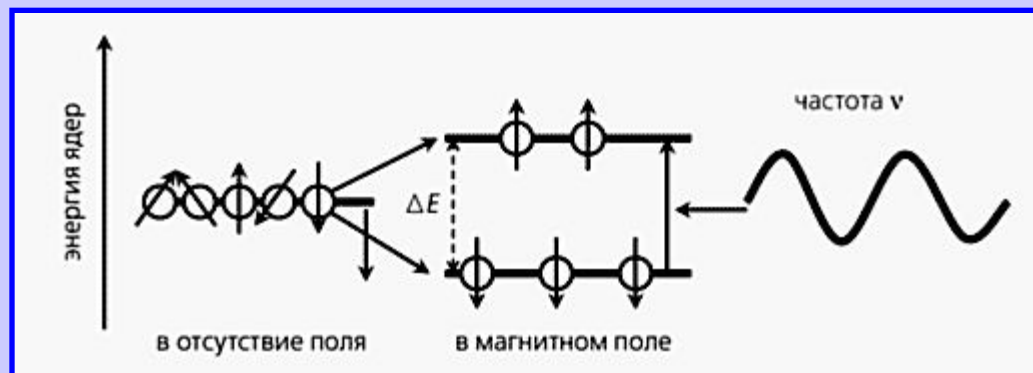 энергия ядер
частота ν
ΔE
в отсутствие поля
в магнитном поле